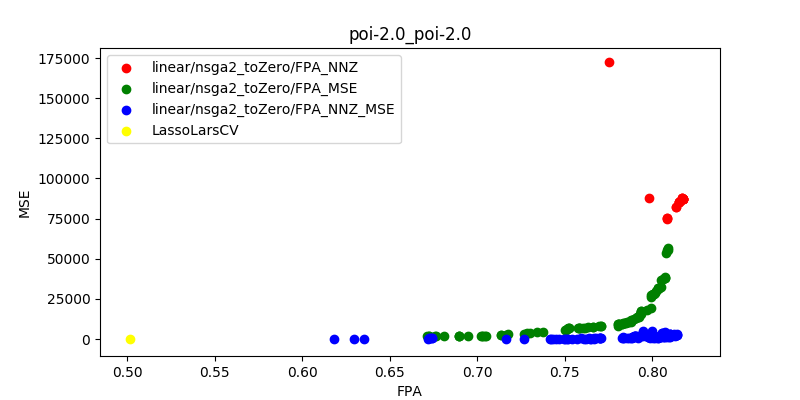 poi-2.0_poi-2.0
linear/nsga2_toZero/FPA_NNZ
linear/nsga2_toZero/FPA_MSE
linear/nsga2_toZero/FPA_NNZ_MSE
LassoLarsCV
MSE
175000
150000
125000
100000
75000
50000
25000
0
0.50 0.55 0.60 0.65 0.70 0.75 0.80
FPA